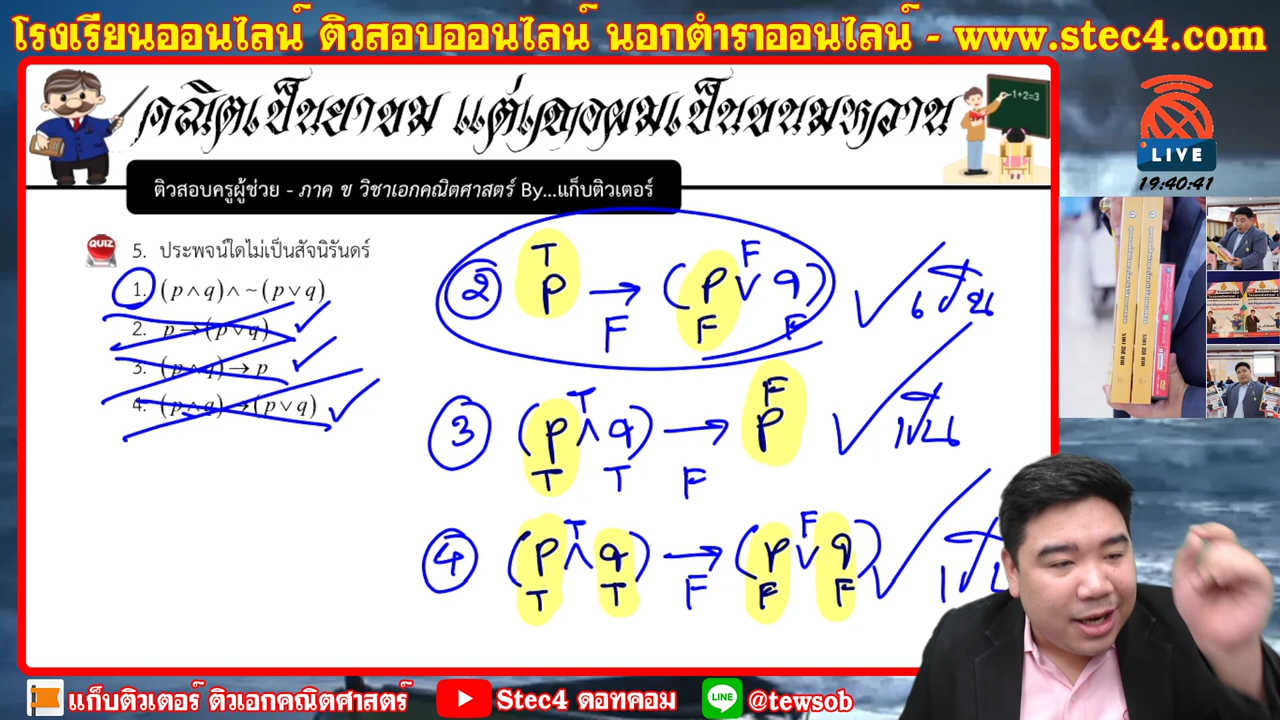 โรงเรียนออนไลน์ ติวสอบออนไลน์ นอกตำราออนไลน์ - www.stec4.com
คณิตเป็นยาขม แต่เธอผมเป็นขนมหวาน
1+2=3
LIVE
19:40:41
ติวสอบครูผู้ช่วย - ภาค ข วิชาเอกคณิตศาสตร์ By...แก็บติวเตอร์
QUIZ
5. ประพจน์ใดไม่เป็นสัจนิรันดร์
1. (p ∧ q) ∧ ~ (p ∨ q)
2. p → (p ∨ q)
3. (p ∧ q) → p
4. (p ∧ q) → (p ∨ q)
T F
② p → (p ∨ q) เป็น
F F F
T F
③ (p ∧ q) → p เป็น
T T F
T F
④ (p ∧ q) → (p ∨ q)
T T F F F
แก็บติวเตอร์ ติวเอกคณิตศาสตร์
Stec4 ดอทคอม
LINE
@tewsob